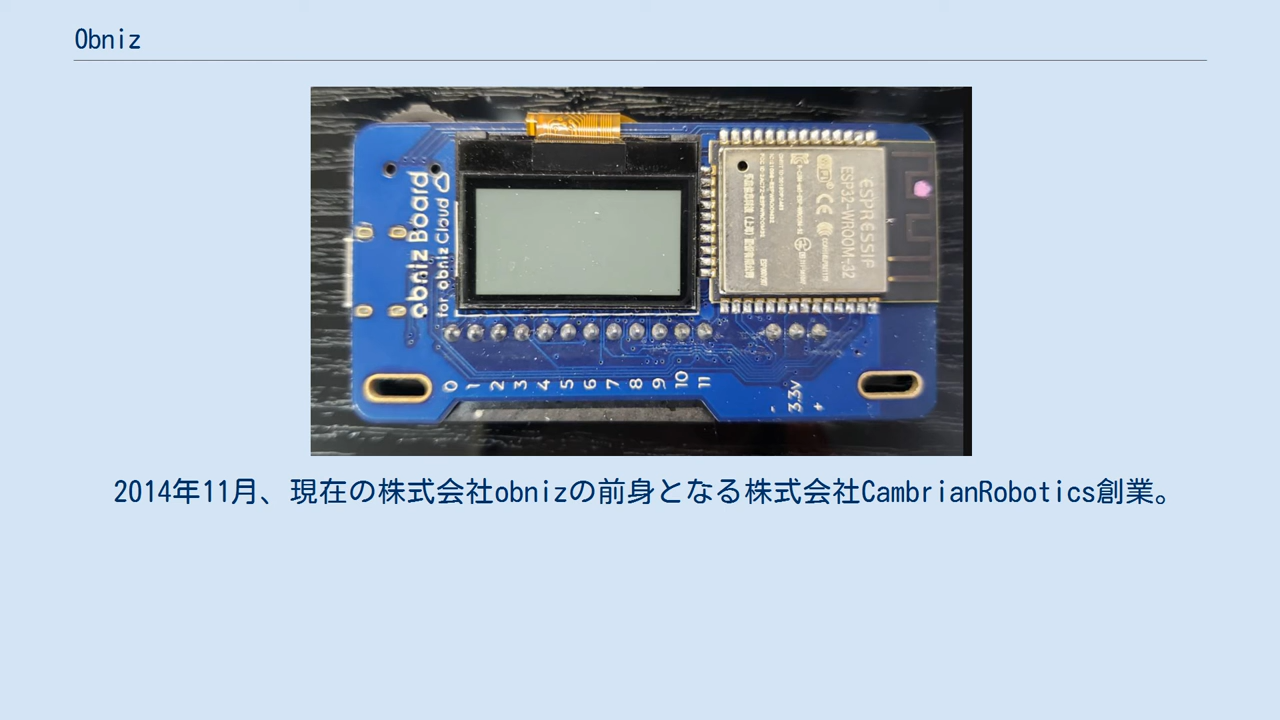 Obniz
obniz Board
for obniz Cloud
ESPRESSIF
ESP32-WROOM-32
0 1 2 3 4 5 6 7 8 9 10 11
- 3.3v +
2014年11月、現在の株式会社obnizの前身となる株式会社CambrianRobotics創業。